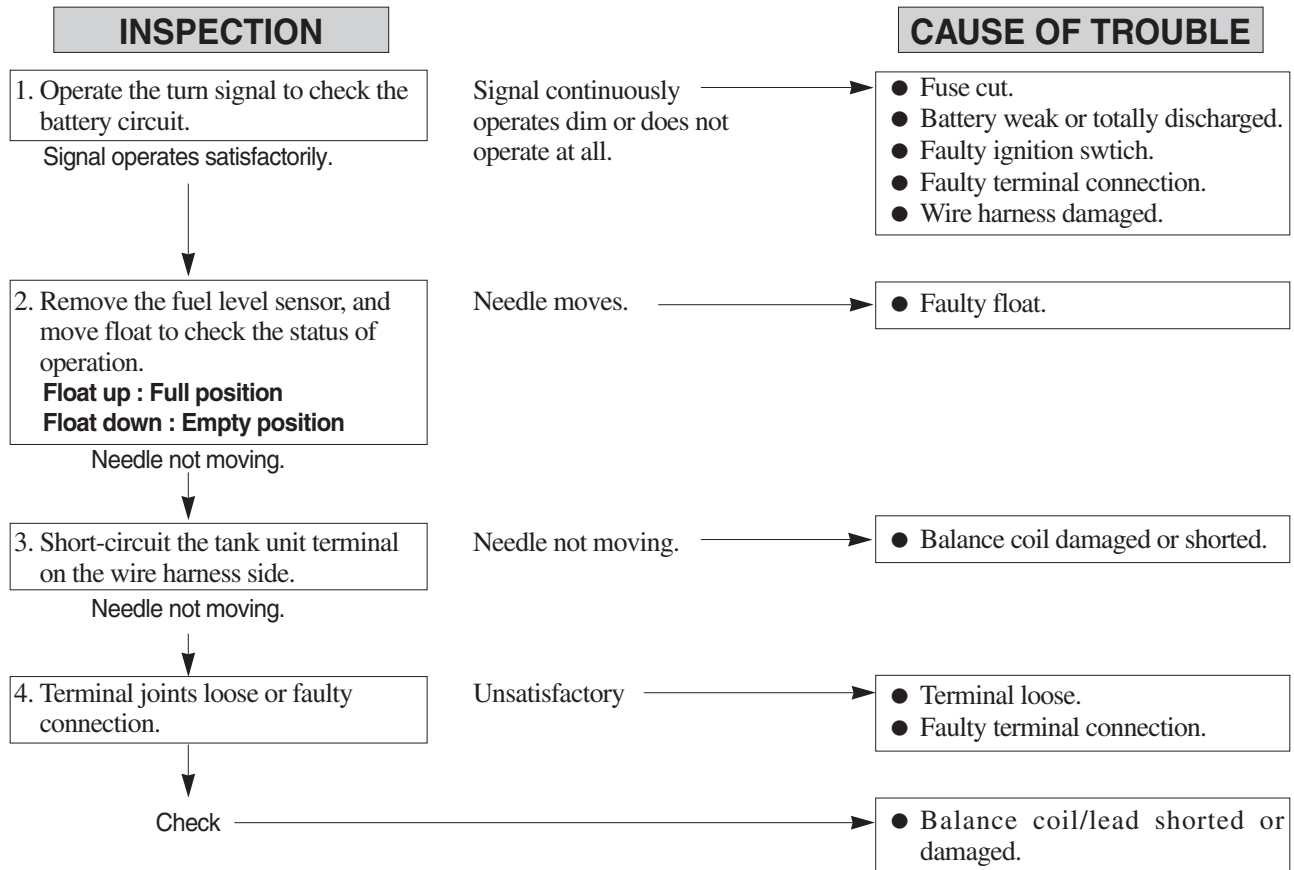 INSPECTION
CAUSE OF TROUBLE
1. Operate the turn signal to check the
battery circuit.
Signal operates satisfactorily.
Signal continuously
operates dim or does not
operate at all.
● Fuse cut.
● Battery weak or totally discharged.
● Faulty ignition swtich.
● Faulty terminal connection.
● Wire harness damaged.
2. Remove the fuel level sensor, and
move float to check the status of
operation.
Float up : Full position
Float down : Empty position
Needle not moving.
Needle moves.
● Faulty float.
3. Short-circuit the tank unit terminal
on the wire harness side.
Needle not moving.
Needle not moving.
● Balance coil damaged or shorted.
4. Terminal joints loose or faulty
connection.
Unsatisfactory
● Terminal loose.
● Faulty terminal connection.
Check
● Balance coil/lead shorted or
damaged.